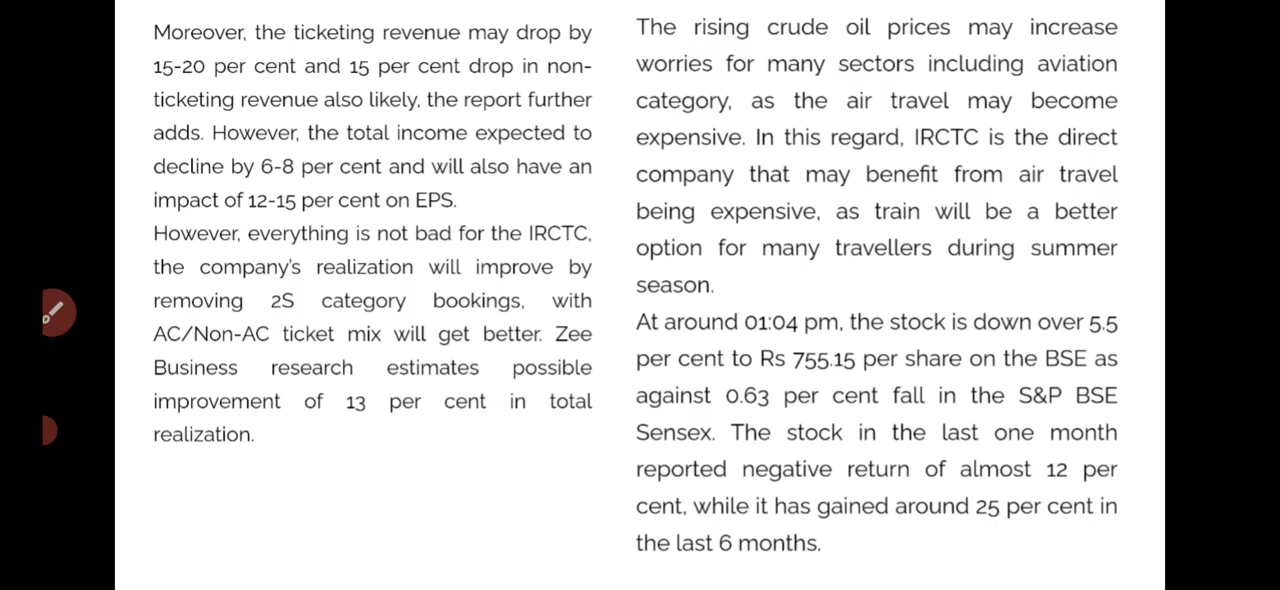 Moreover, the ticketing revenue may drop by
15-20 per cent and 15 per cent drop in non-
ticketing revenue also likely, the report further
adds. However, the total income expected to
decline by 6-8 per cent and will also have an
impact of 12-15 per cent on EPS.
However, everything is not bad for the IRCTC,
the company's realization will improve by
removing 2S category bookings, with
AC/Non-AC ticket mix will get better. Zee
Business research estimates possible
improvement of 13 per cent in total
realization.
The rising crude oil prices may increase
worries for many sectors including aviation
category, as the air travel may become
expensive. In this regard, IRCTC is the direct
company that may benefit from air travel
being expensive, as train will be a better
option for many travellers during summer
season.
At around 01:04 pm, the stock is down over 5.5
per cent to Rs 755.15 per share on the BSE as
against 0.63 per cent fall in the S&P BSE
Sensex. The stock in the last one month
reported negative return of almost 12 per
cent, while it has gained around 25 per cent in
the last 6 months.